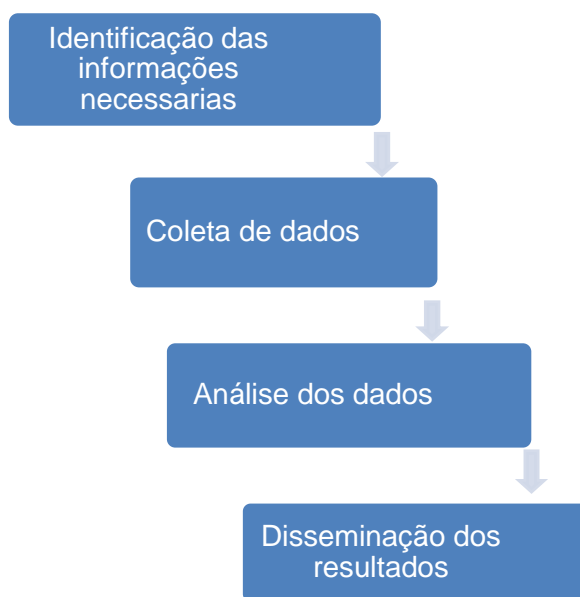 Identificação das
informações
necessarias
Coleta de dados
Análise dos dados
Disseminação dos
resultados